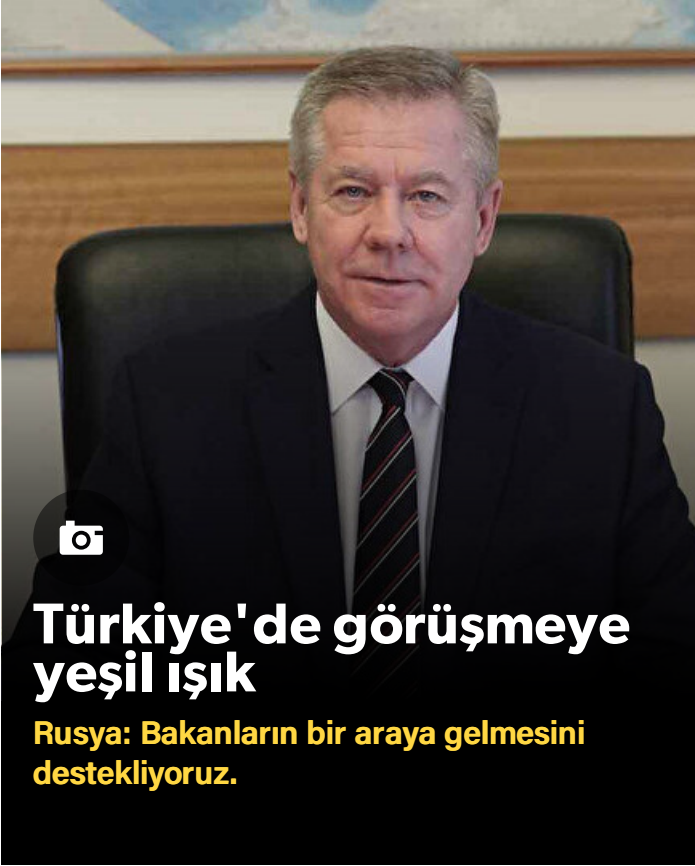 Türkiye'de görüşmeye
yeşil ışık
Rusya: Bakanların bir araya gelmesini
destekliyoruz.